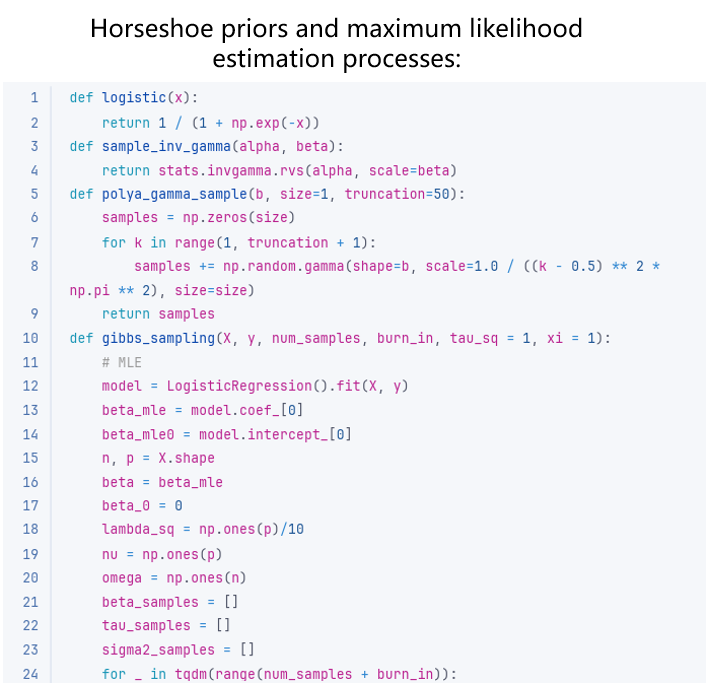 Horseshoe priors and maximum likelihood
estimation processes:
1 def logistic(x):
2     return 1 / (1 + np.exp(-x))
3 def sample_inv_gamma(alpha, beta):
4     return stats.invgamma.rvs(alpha, scale=beta)
5 def polya_gamma_sample(b, size=1, truncation=50):
6     samples = np.zeros(size)
7     for k in range(1, truncation + 1):
8         samples += np.random.gamma(shape=b, scale=1.0 / ((k - 0.5) ** 2 *
np.pi ** 2), size=size)
9     return samples
10 def gibbs_sampling(X, y, num_samples, burn_in, tau_sq = 1, xi = 1):
11     # MLE
12     model = LogisticRegression().fit(X, y)
13     beta_mle = model.coef_[0]
14     beta_mle0 = model.intercept_[0]
15     n, p = X.shape
16     beta = beta_mle
17     beta_0 = 0
18     lambda_sq = np.ones(p)/10
19     nu = np.ones(p)
20     omega = np.ones(n)
21     beta_samples = []
22     tau_samples = []
23     sigma2_samples = []
24     for _ in tqdm(range(num_samples + burn_in)):